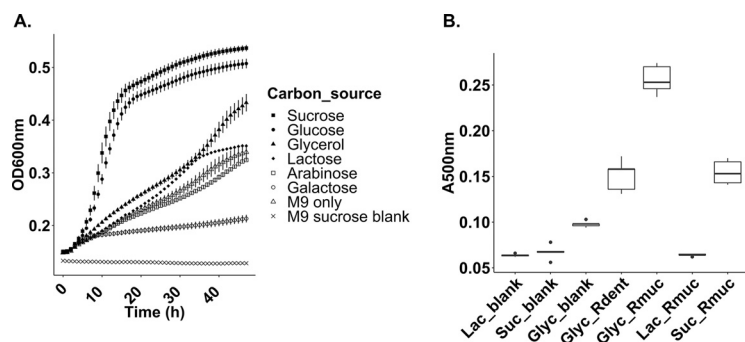 A.
OD600nm
0.5
0.4
0.3
0.2
0
10
20
30
40
Time (h)
Carbon_source
Sucrose
Glucose
Glycerol
Lactose
Arabinose
Galactose
M9 only
M9 sucrose blank
B.
A500nm
0.25
0.20
0.15
0.10
0.05
Lac_blank
Suc_blank
Glyc_blank
Glyc_Rdent
Glyc_Rmuc
Lac_Rmuc
Suc_Rmuc